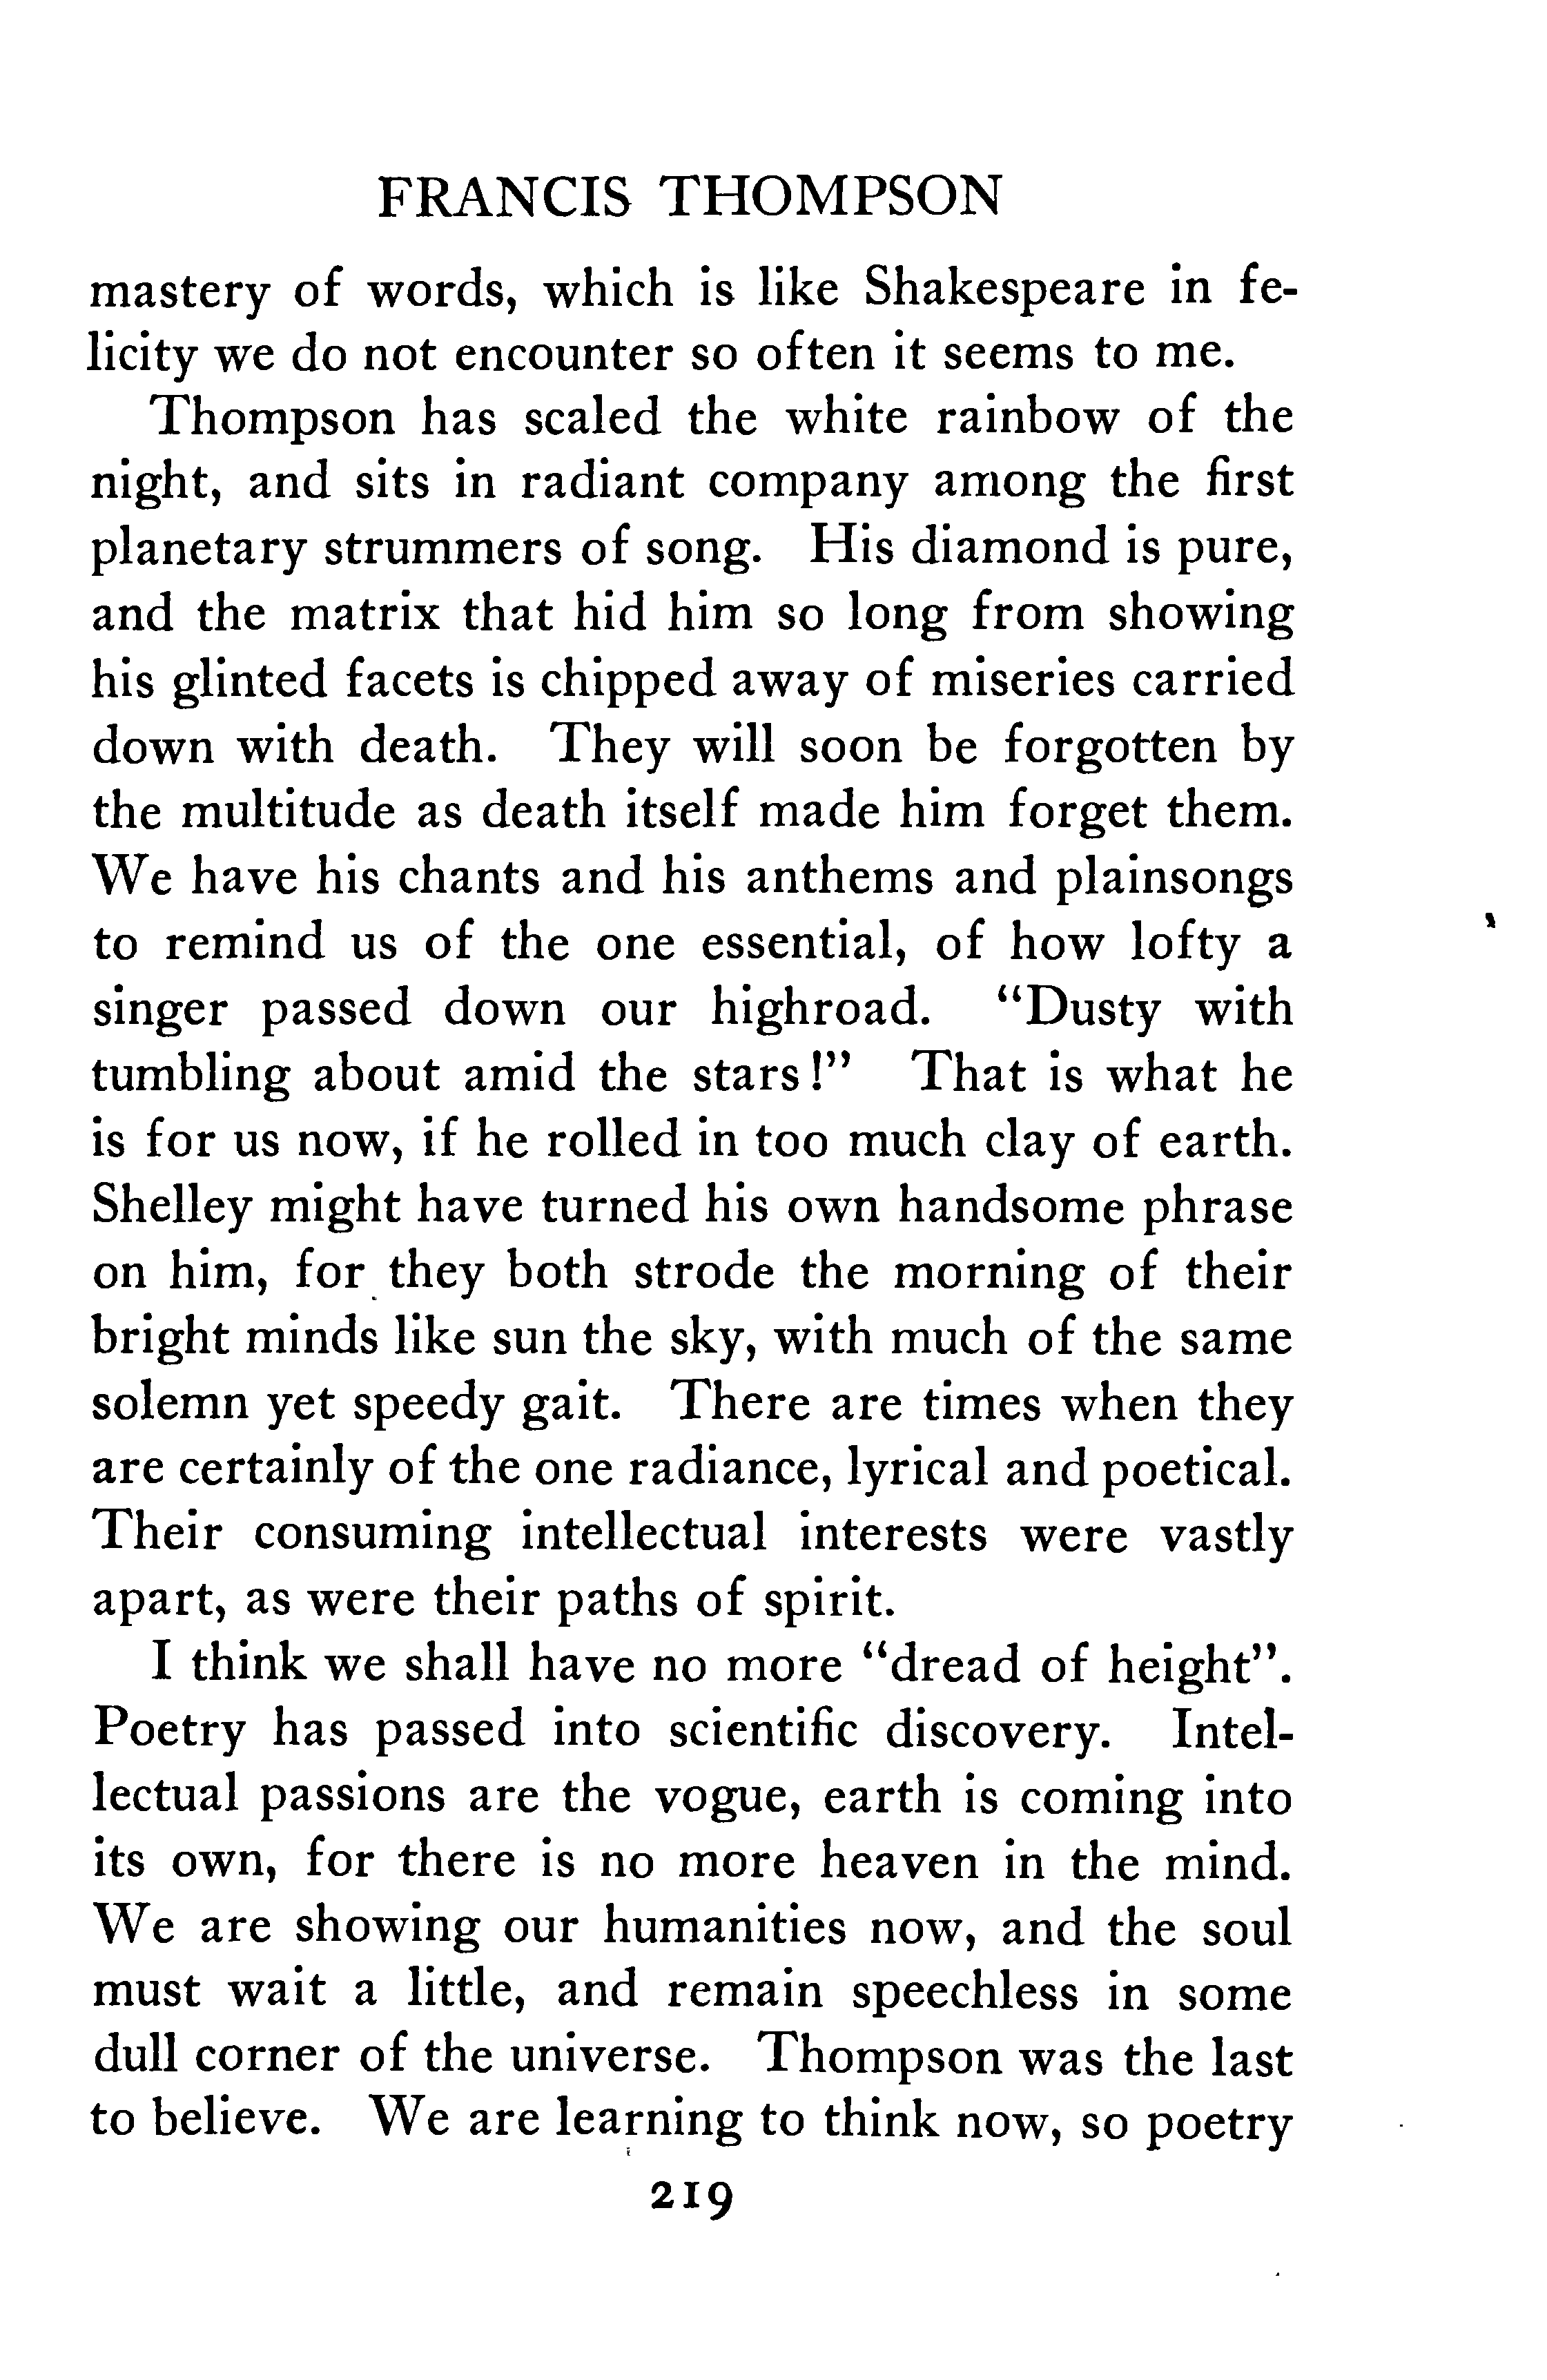 FRANCIS THOMPSON
mastery of words, which is like Shakespeare in fe-
licity we do not encounter so often it seems to me.
Thompson has scaled the white rainbow of the
night, and sits in radiant company among the first
planetary strummers of song. His diamond is pure,
and the matrix that hid him so long from showing
his glinted facets is chipped away of miseries carried
down with death. They will soon be forgotten by
the multitude as death itself made him forget them.
We have his chants and his anthems and plainsongs
to remind us of the one essential, of how lofty a
singer passed down our highroad. “Dusty with
tumbling about amid the stars!” That is what he
is for us now, if he rolled in too much clay of earth.
Shelley might have turned his own handsome phrase
on him, for they both strode the morning of their
bright minds like sun the sky, with much of the same
solemn yet speedy gait. There are times when they
are certainly of the one radiance, lyrical and poetical.
Their consuming intellectual interests were vastly
apart, as were their paths of spirit.
I think we shall have no more “dread of height”.
Poetry has passed into scientific discovery. Intel-
lectual passions are the vogue, earth is coming into
its own, for there is no more heaven in the mind.
We are showing our humanities now, and the soul
must wait a little, and remain speechless in some
dull corner of the universe. Thompson was the last
to believe. We are learning to think now, so poetry
219